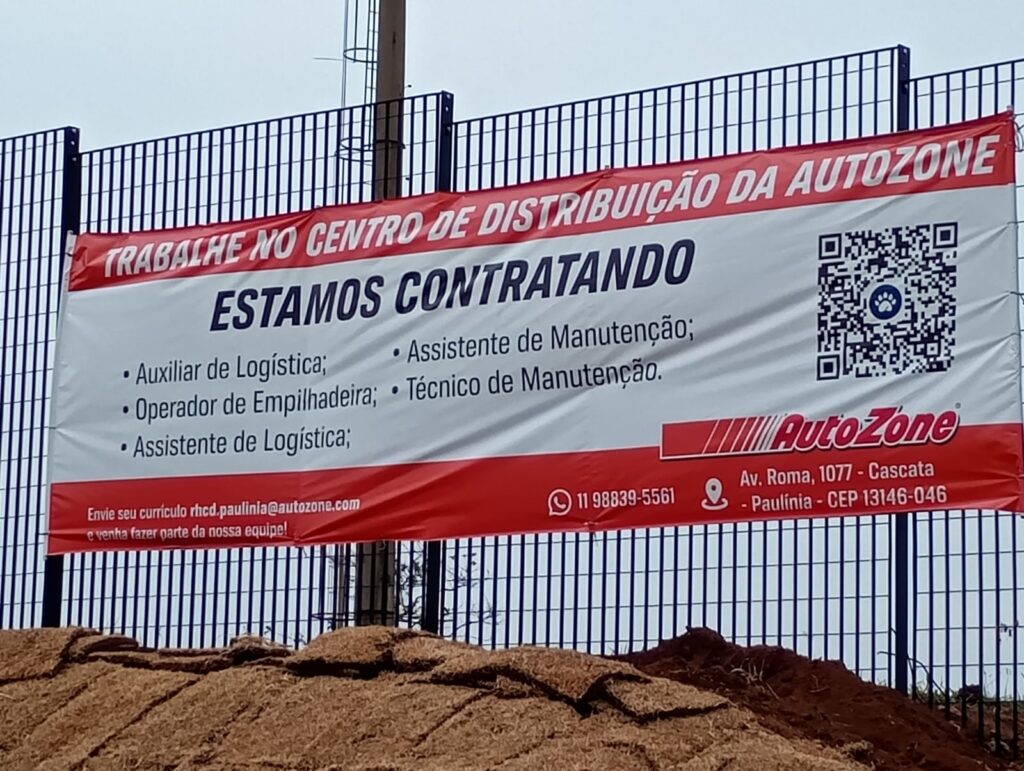 TRABALHE NO CENTRO DE DISTRIBUIÇÃO DA AUTOZONE
ESTAMOS CONTRATANDO
• Auxiliar de Logística;
• Operador de Empilhadeira;
• Assistente de Logística;
• Assistente de Manutenção;
• Técnico de Manutenção.
AutoZone
Envie seu currículo rhcd.paulinia@autozone.com
e venha fazer parte da nossa equipe!
11 98839-5561
Av. Roma, 1077 - Cascata
- Paulínia - CEP 13146-046